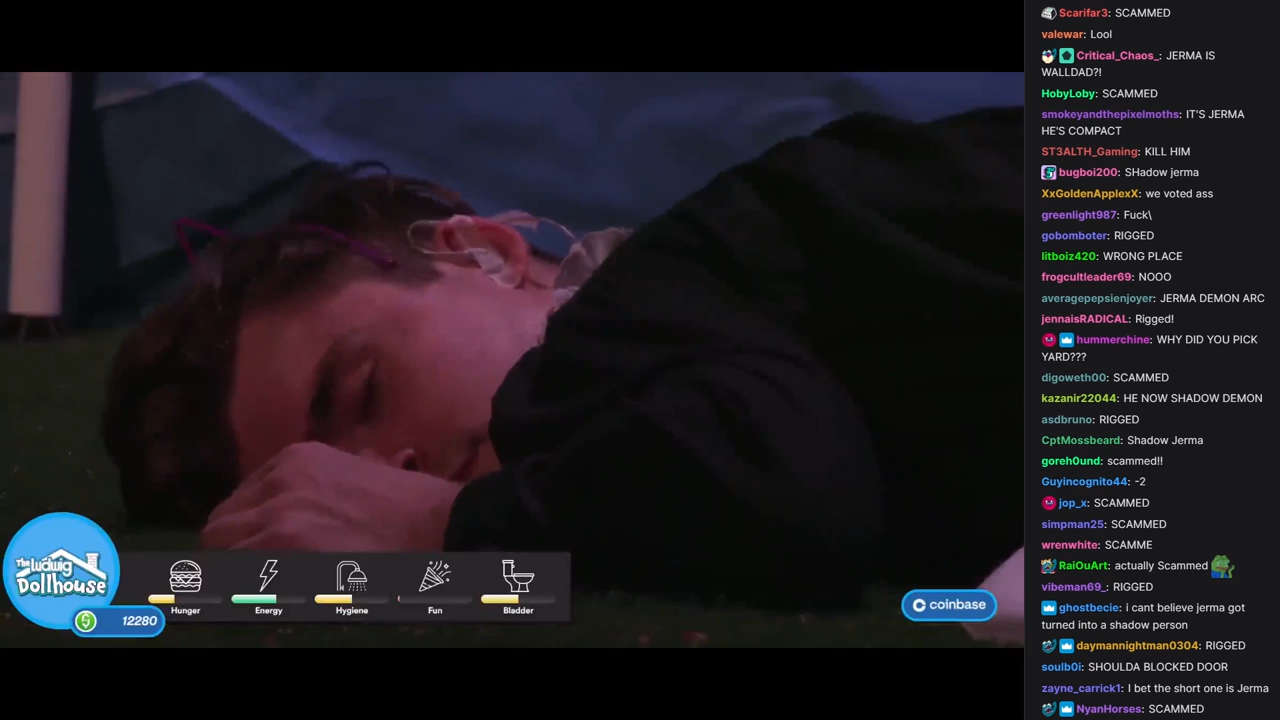 The Ludwig
Dollhouse
12280
Hunger
Energy
Hygiene
Fun
Bladder
coinbase
Scarifar3: SCAMMED
valewar: Lool
Critical_Chaos_: JERMA IS
WALLDAD?!
HobyLoby: SCAMMED
smokeyandthepixelmoths: IT'S JERMA
HE'S COMPACT
ST3ALTH_Gaming: KILL HIM
bugboi200: SHadow jerma
XxGoldenApplexX: we voted ass
greenlight987: Fuck\
gobomboter: RIGGED
litboiz420: WRONG PLACE
frogcultleader69: NOOO
averagepepsienjoyer: JERMA DEMON ARC
jennaisRADICAL: Rigged!
hummerchine: WHY DID YOU PICK
YARD???
digoweth00: SCAMMED
kazanir22044: HE NOW SHADOW DEMON
asdbruno: RIGGED
CptMossbeard: Shadow Jerma
goreh0und: scammed!!
Guyincognito44: -2
jop_x: SCAMMED
simpman25: SCAMMED
wrenwhite: SCAMME
RaiOuArt: actually Scammed
vibeman69_: RIGGED
ghostbecie: i cant believe jerma got
turned into a shadow person
daymannightman0304: RIGGED
soulb0i: SHOULDA BLOCKED DOOR
zayne_carrick1: I bet the short one is Jerma
NyanHorses: SCAMMED